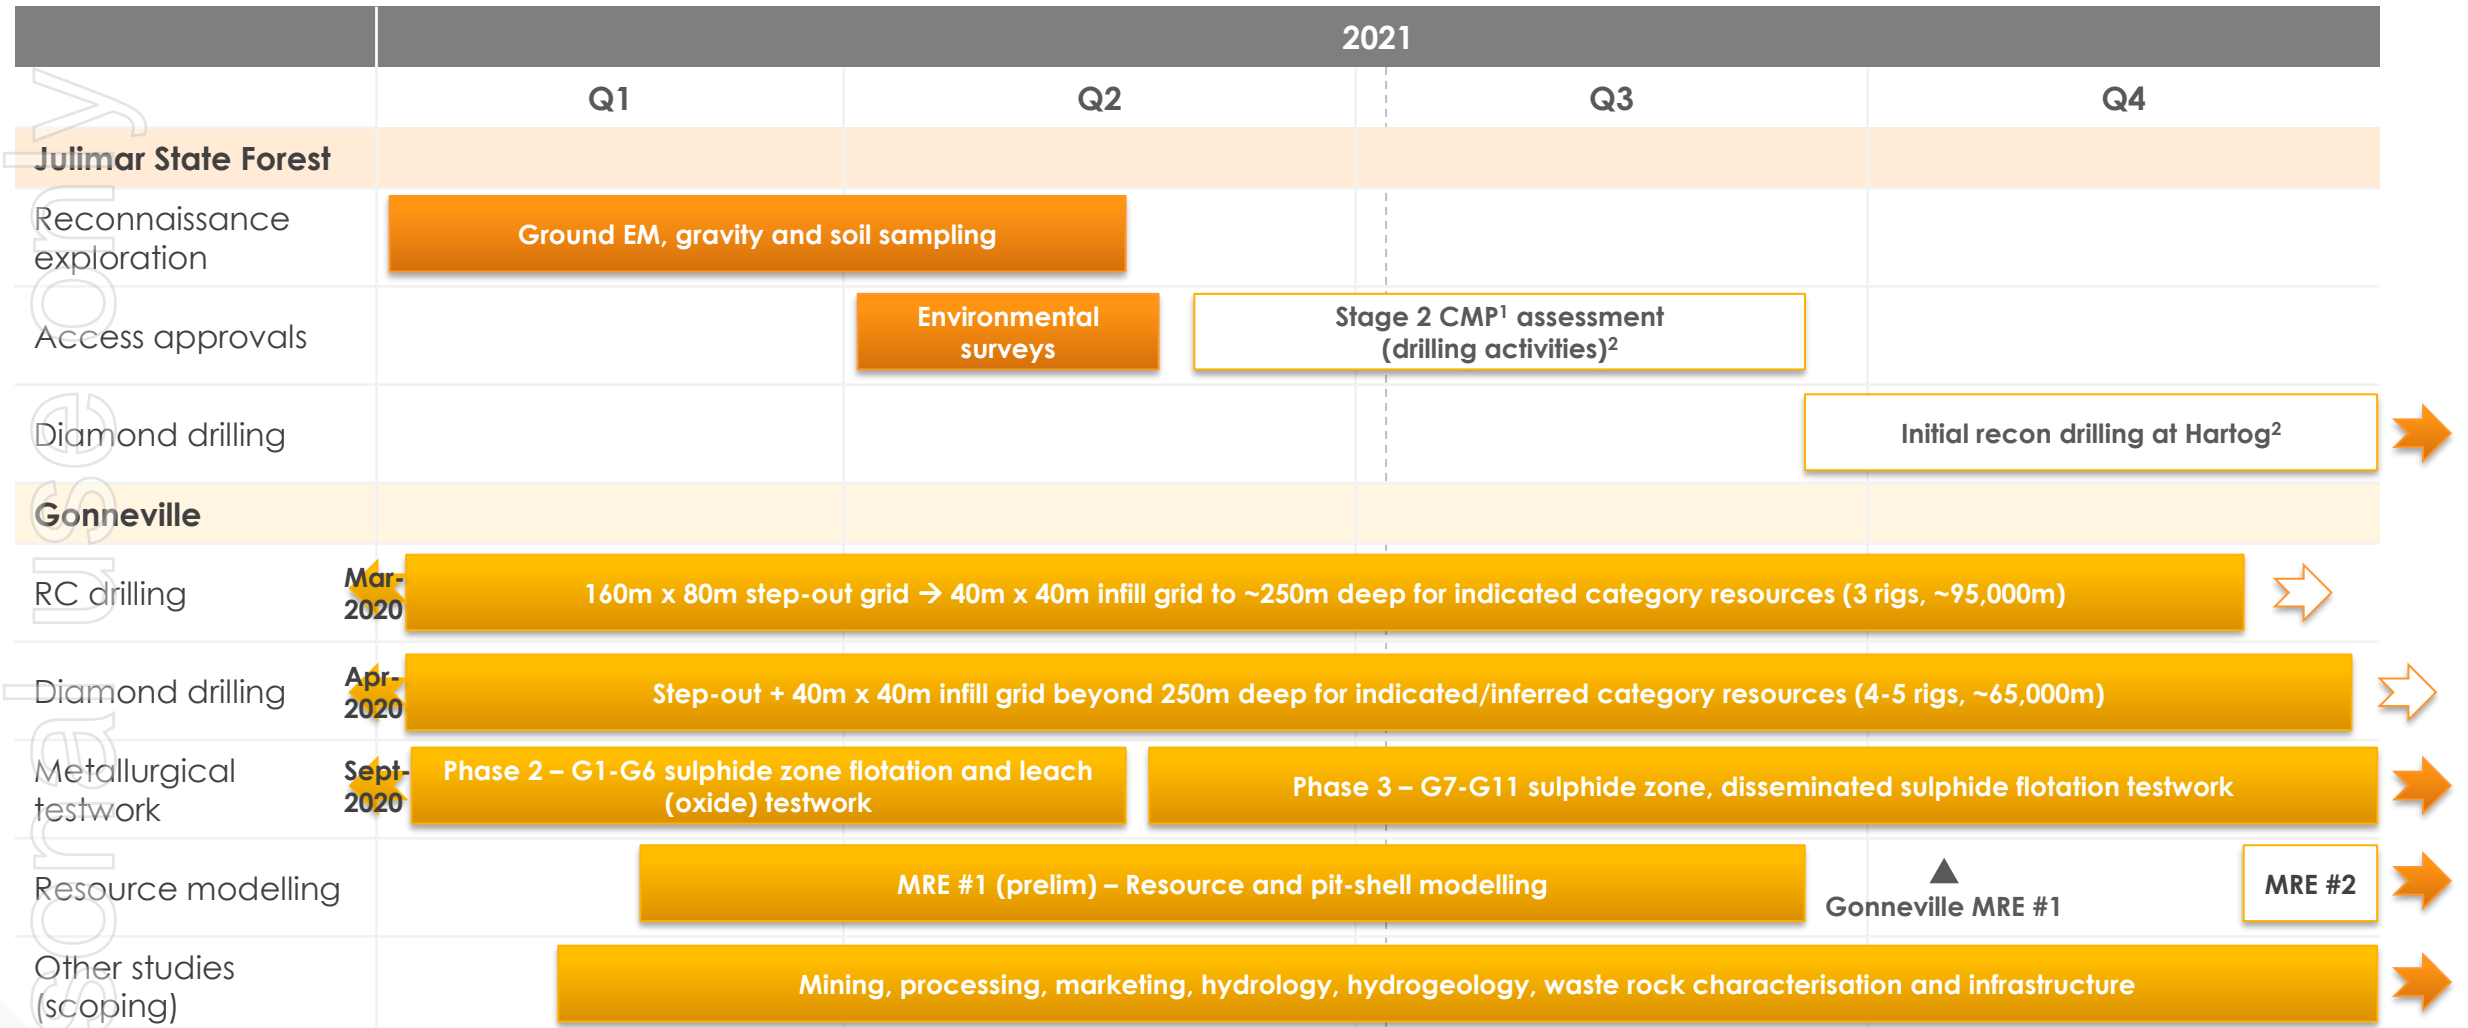 2021
Q1
Q2
Q3
Q4
Julimar State Forest
Reconnaissance
exploration
Ground EM, gravity and soil sampling
Access approvals
Environmental
surveys
Stage 2 CMP¹ assessment
(drilling activities)²
Diamond drilling
Initial recon drilling at Hartog²
Gonneville
RC drilling
Mar-
2020
160m x 80m step-out grid → 40m x 40m infill grid to ~250m deep for indicated category resources (3 rigs, ~95,000m)
Diamond drilling
Apr-
2020
Step-out + 40m x 40m infill grid beyond 250m deep for indicated/inferred category resources (4-5 rigs, ~65,000m)
Metallurgical
testwork
Sept-
2020
Phase 2 – G1-G6 sulphide zone flotation and leach
(oxide) testwork
Phase 3 – G7-G11 sulphide zone, disseminated sulphide flotation testwork
Resource modelling
MRE #1 (prelim) – Resource and pit-shell modelling
Gonneville MRE #1
MRE #2
Other studies
(scoping)
Mining, processing, marketing, hydrology, hydrogeology, waste rock characterisation and infrastructure
sonal use only